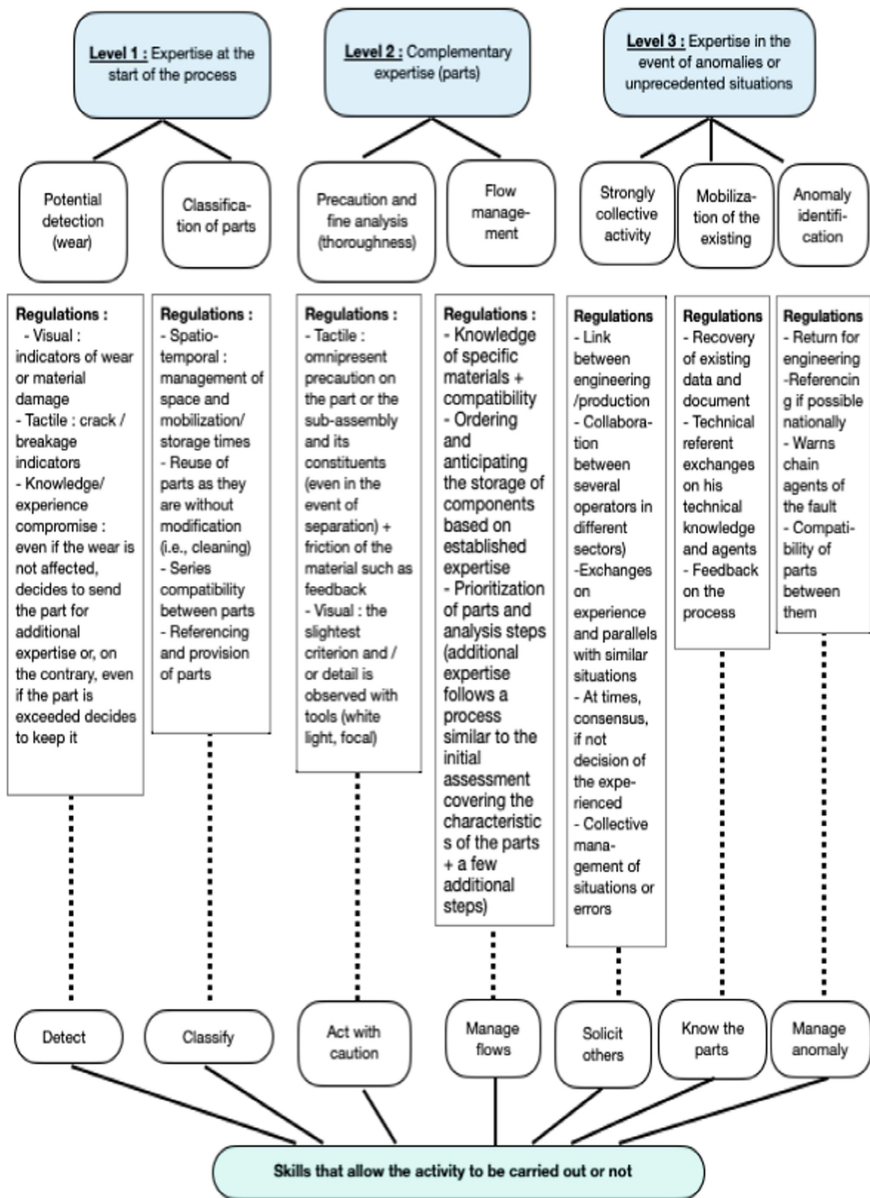 Level 1 : Expertise at the
start of the process
Level 2 : Complementary
expertise (parts)
Level 3 : Expertise in the
event of anomalies or
unprecedented situations
Potential
detection
(wear)
Classifica-
tion of parts
Precaution and
fine analysis
(thoroughness)
Flow
manage-
ment
Strongly
collective
activity
Mobiliza-
tion of the
existing
Anomaly
identifi-
cation
Regulations :
- Visual :
indicators of wear
or material
damage
- Tactile : crack /
breakage
indicators
- Knowledge/
experience
compromise :
even if the wear is
not affected,
decides to send
the part for
additional
expertise or, on
the contrary, even
if the part is
exceeded decides
to keep it
Regulations :
- Spatio-
temporal :
management of
space and
mobilization/
storage times
- Reuse of
parts as they
are without
modification
(i.e., cleaning)
- Series
compatibility
between parts
- Referencing
and provision
of parts
Regulations :
- Tactile :
omnipresent
precaution on
the part or the
sub-assembly
and its
constituents
(even in the
event of
separation) +
friction of the
material such as
feedback
- Visual : the
slightest
criterion and /
or detail is
observed with
tools (white
light, focal)
Regulations :
- Knowledge
of specific
materials +
compatibility
- Ordering
and
anticipating
the storage of
components
based on
established
expertise
- Prioritization
of parts and
analysis steps
(additional
expertise
follows a
process
similar to the
initial
assessment
covering the
characteristic
s of the parts
+ a few
additional
steps)
Regulations
- Link
between
engineering
/production
- Collabora-
tion
between
several
operators in
different
sectors)
-Exchanges
on
experience
and parallels
with similar
situations
- At times,
consensus,
if not
decision of
the expe-
rienced
- Collective
mana-
gement of
situations or
errors
Regulations
- Recovery
of existing
data and
document
- Technical
referent
exchanges
on his
technical
knowledge
and agents
- Feedback
on the
process
Regulations
- Return for
engineering
-Referencin
g if possible
nationally
- Warns
chain
agents of
the fault
- Compati-
bility of
parts
between
them
Detect
Classify
Act with
caution
Manage
flows
Solicit
others
Know the
parts
Manage
anomaly
Skills that allow the activity to be carried out or not